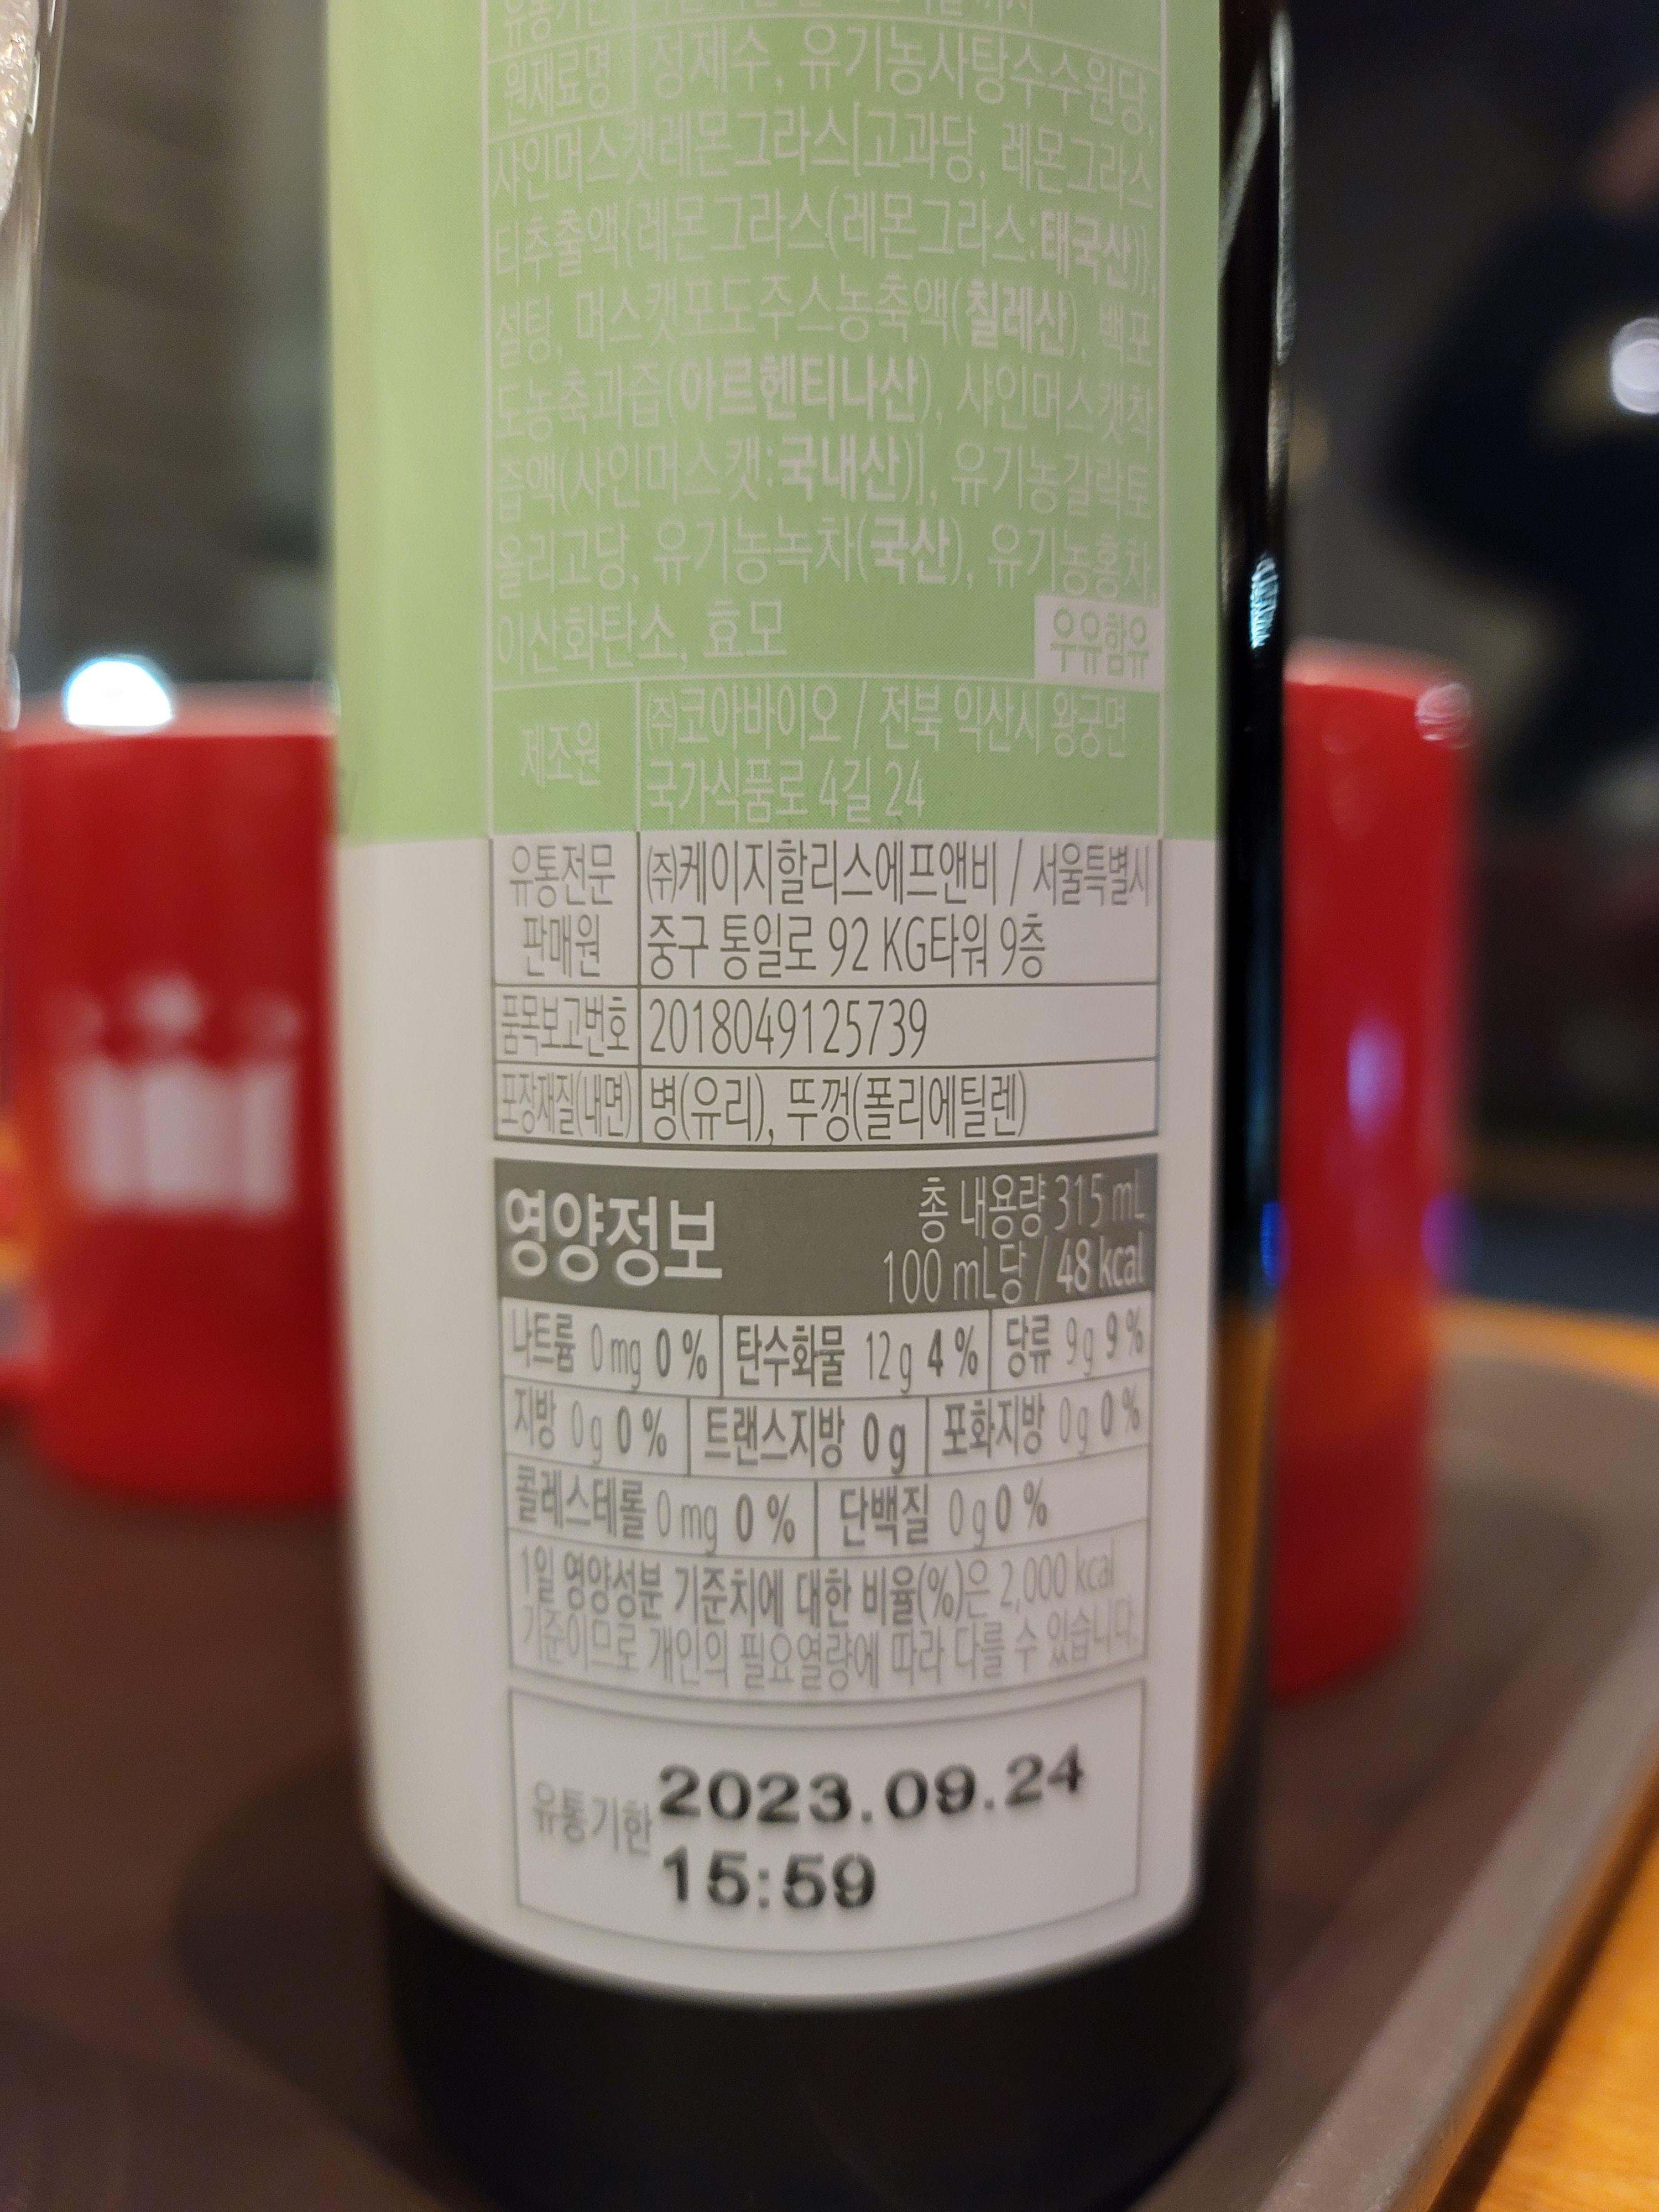 유통기한
원재료명 정제수, 유기농사탕수수원당,
샤인머스캣레몬그라스[고과당, 레몬그라스
티추출액{레몬그라스(레몬그라스:태국산)},
설탕, 머스캣포도주스농축액(칠레산), 백포
도농축과즙(아르헨티나산), 샤인머스캣착
즙액(샤인머스캣:국내산)], 유기농갈락토
올리고당, 유기농녹차(국산), 유기농홍차,
이산화탄소, 효모 우유함유
제조원 ㈜코아바이오 / 전북 익산시 왕궁면
국가식품로 4길 24
유통전문 ㈜케이지할리스에프앤비 / 서울특별시
판매원 중구 통일로 92 KG타워 9층
품목보고번호 2018049125739
포장재질(내면) 병(유리), 뚜껑(폴리에틸렌)
영양정보 총 내용량 315 mL
100 mL당 / 48 kcal
나트륨 0 mg 0 % 탄수화물 12 g 4 % 당류 9 g 9 %
지방 0 g 0 % 트랜스지방 0 g 포화지방 0 g 0 %
콜레스테롤 0 mg 0 % 단백질 0 g 0 %
1일 영양성분 기준치에 대한 비율(%)은 2,000 kcal
기준이므로 개인의 필요열량에 따라 다를 수 있습니다.
유통기한 2023.09.24
15:59